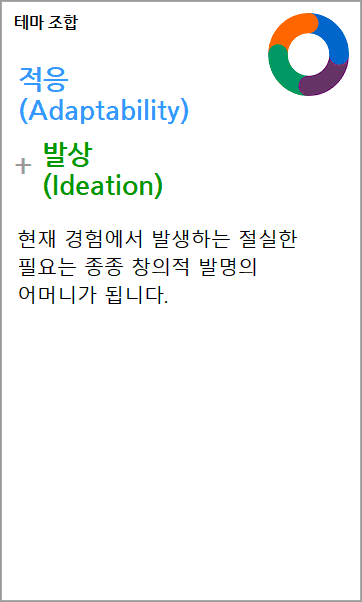 테마 조합
적응
(Adaptability)
+ 발상
(Ideation)
현재 경험에서 발생하는 절실한
필요는 종종 창의적 발명의
어머니가 됩니다.